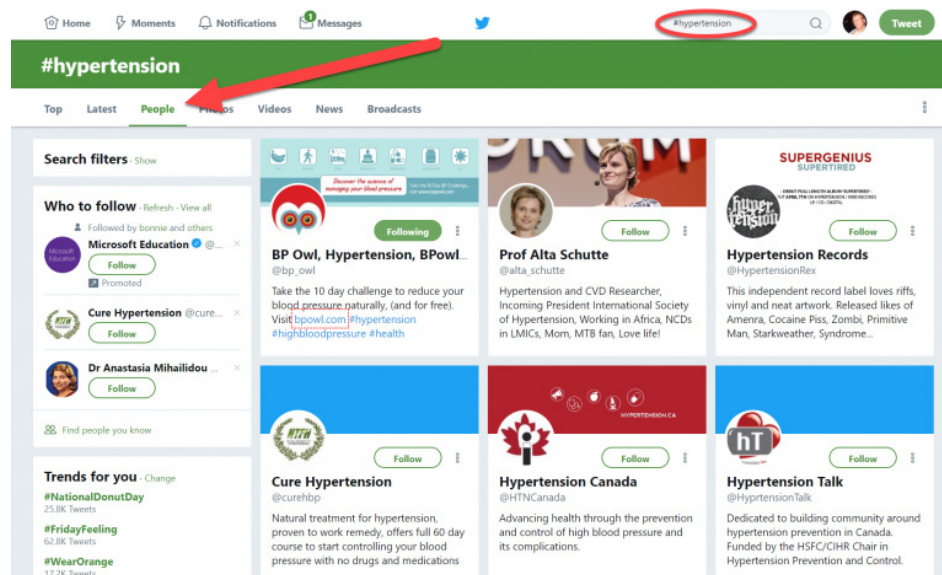 Home Moments Notifications 1 Messages #hypertension Tweet
#hypertension
Top Latest People Photos Videos News Broadcasts
Search filters · Show
Who to follow · Refresh · View all
Followed by bonnie and others
Microsoft Education @...
Follow
Promoted
Cure Hypertension @cure...
Follow
Dr Anastasia Mihailidou ...
Follow
Find people you know
Trends for you · Change
#NationalDonutDay
25.8K Tweets
#FridayFeeling
62.8K Tweets
#WearOrange
17.2K Tweets
Discover the science of
managing your blood pressure
Following
BP Owl, Hypertension, BPowl...
@bp_owl
Take the 10 day challenge to reduce your
blood pressure naturally, (and for free).
Visit bpowl.com #hypertension
#highbloodpressure #health
FORUM
Follow
Prof Alta Schutte
@alta_schutte
Hypertension and CVD Researcher,
Incoming President International Society
of Hypertension, Working in Africa, NCDs
in LMICs, Mom, MTB fan, Love life!
SUPERGENIUS
SUPERTIRED
hyper
tension
Follow
Hypertension Records
@HypertensionRex
This independent record label loves riffs,
vinyl and neat artwork. Released likes of
Amenra, Cocaine Piss, Zombi, Primitive
Man, Starkweather, Syndrome...
Follow
Cure Hypertension
@curehbp
Natural treatment for hypertension,
proven to work remedy, offers full 60 day
course to start controlling your blood
pressure with no drugs and medications
HYPERTENSION.CA
Follow
Hypertension Canada
@HTNCanada
Advancing health through the prevention
and control of high blood pressure and
its complications.
hT
Follow
Hypertension Talk
@HyprtensionTalk
Dedicated to building community around
hypertension prevention in Canada.
Funded by the HSFC/CIHR Chair in
Hypertension Prevention and Control.